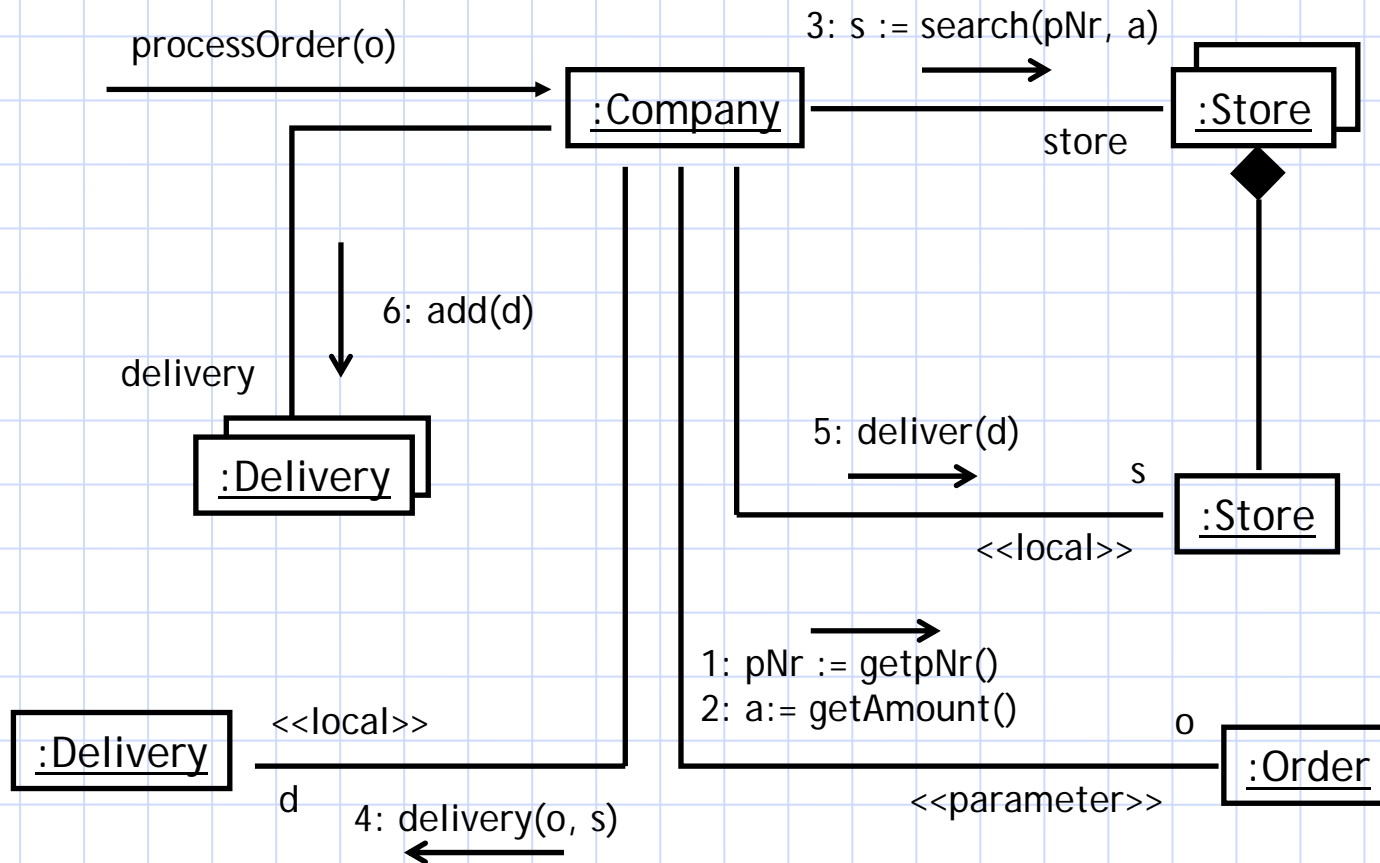 3: s := search(pNr, a)
processOrder(o)
:Company
:Store
store
6: add(d)
delivery
5: deliver(d)
s
:Delivery
:Store
<<local>>
1: pNr := getpNr()
2: a:= getAmount()
<<local>>
o
:Delivery
:Order
d
<<parameter>>
4: delivery(o, s)